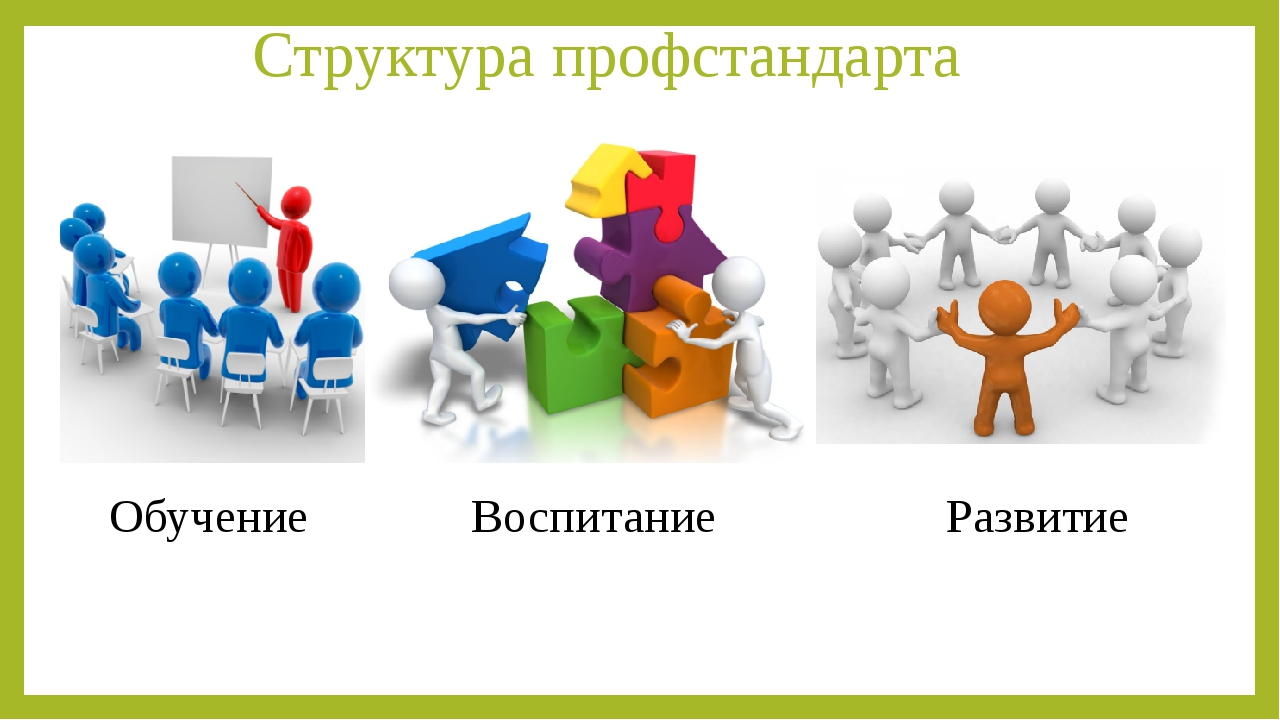 Структура профстандарта
Обучение
Воспитание
Развитие